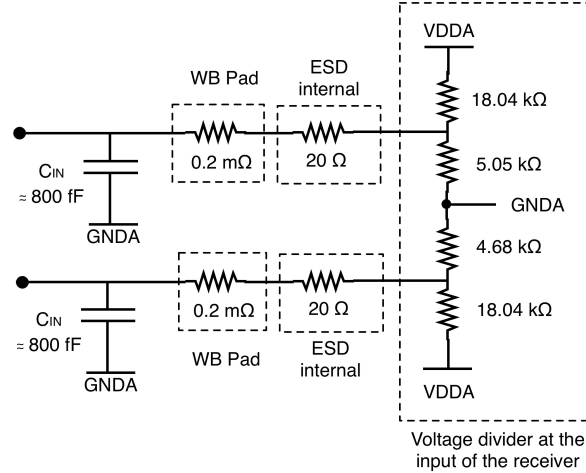 VDDA
ESD
internal
WB Pad
18.04 kΩ
0.2 mΩ
20 Ω
5.05 kΩ
CIN
≈ 800 fF
GNDA
GNDA
4.68 kΩ
0.2 mΩ
20 Ω
18.04 kΩ
CIN
≈ 800 fF
WB Pad
ESD
internal
GNDA
VDDA
Voltage divider at the
input of the receiver